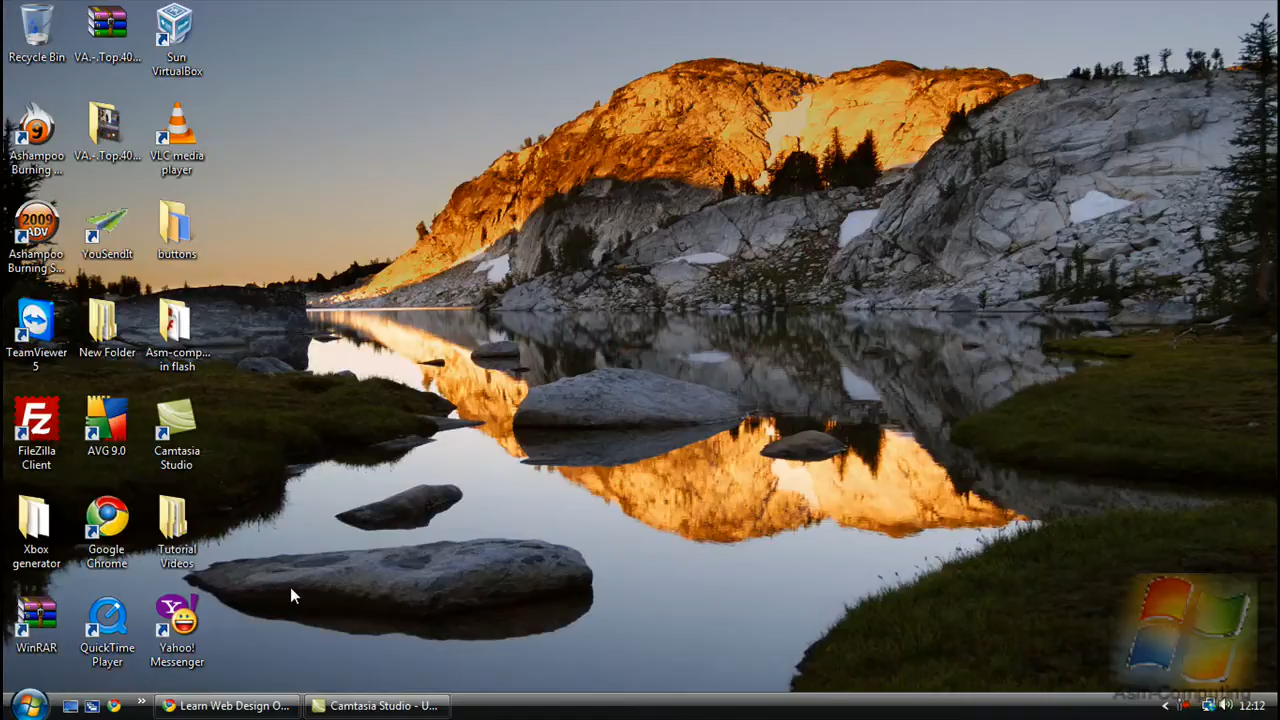 Recycle Bin
VA.-.Top.40...
Sun
VirtualBox
Ashampoo
Burning ...
VA.-.Top.40...
VLC media
player
2009
ADV
Ashampoo
Burning S...
YouSendIt
buttons
TeamViewer
5
New Folder
Asm-comp...
in flash
FileZilla
Client
AVG 9.0
Camtasia
Studio
Xbox
generator
Google
Chrome
Tutorial
Videos
WinRAR
QuickTime
Player
Yahoo!
Messenger
Learn Web Design O...
Camtasia Studio - U...
Asm-Computing
12:12